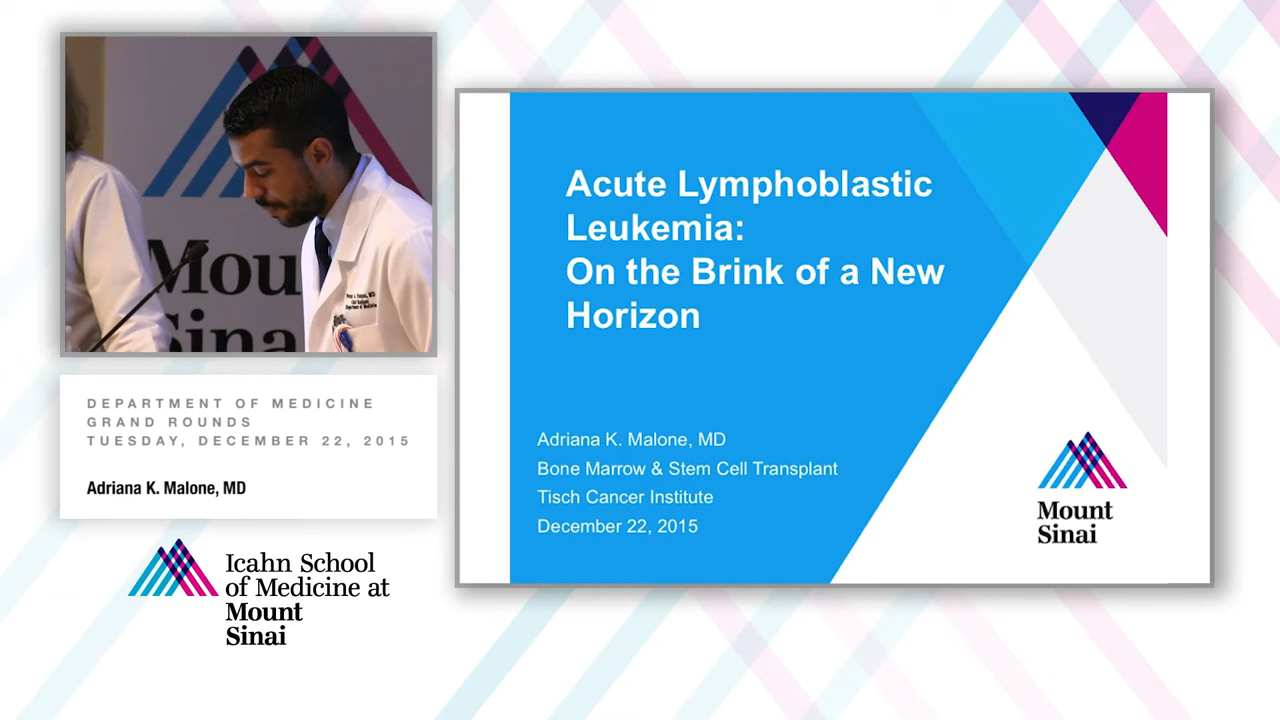 Mou
Sinai
DEPARTMENT OF MEDICINE
GRAND ROUNDS
TUESDAY, DECEMBER 22, 2015
Adriana K. Malone, MD
Icahn School
of Medicine at
Mount
Sinai
Acute Lymphoblastic
Leukemia:
On the Brink of a New
Horizon
Adriana K. Malone, MD
Bone Marrow & Stem Cell Transplant
Tisch Cancer Institute
December 22, 2015
Mount
Sinai